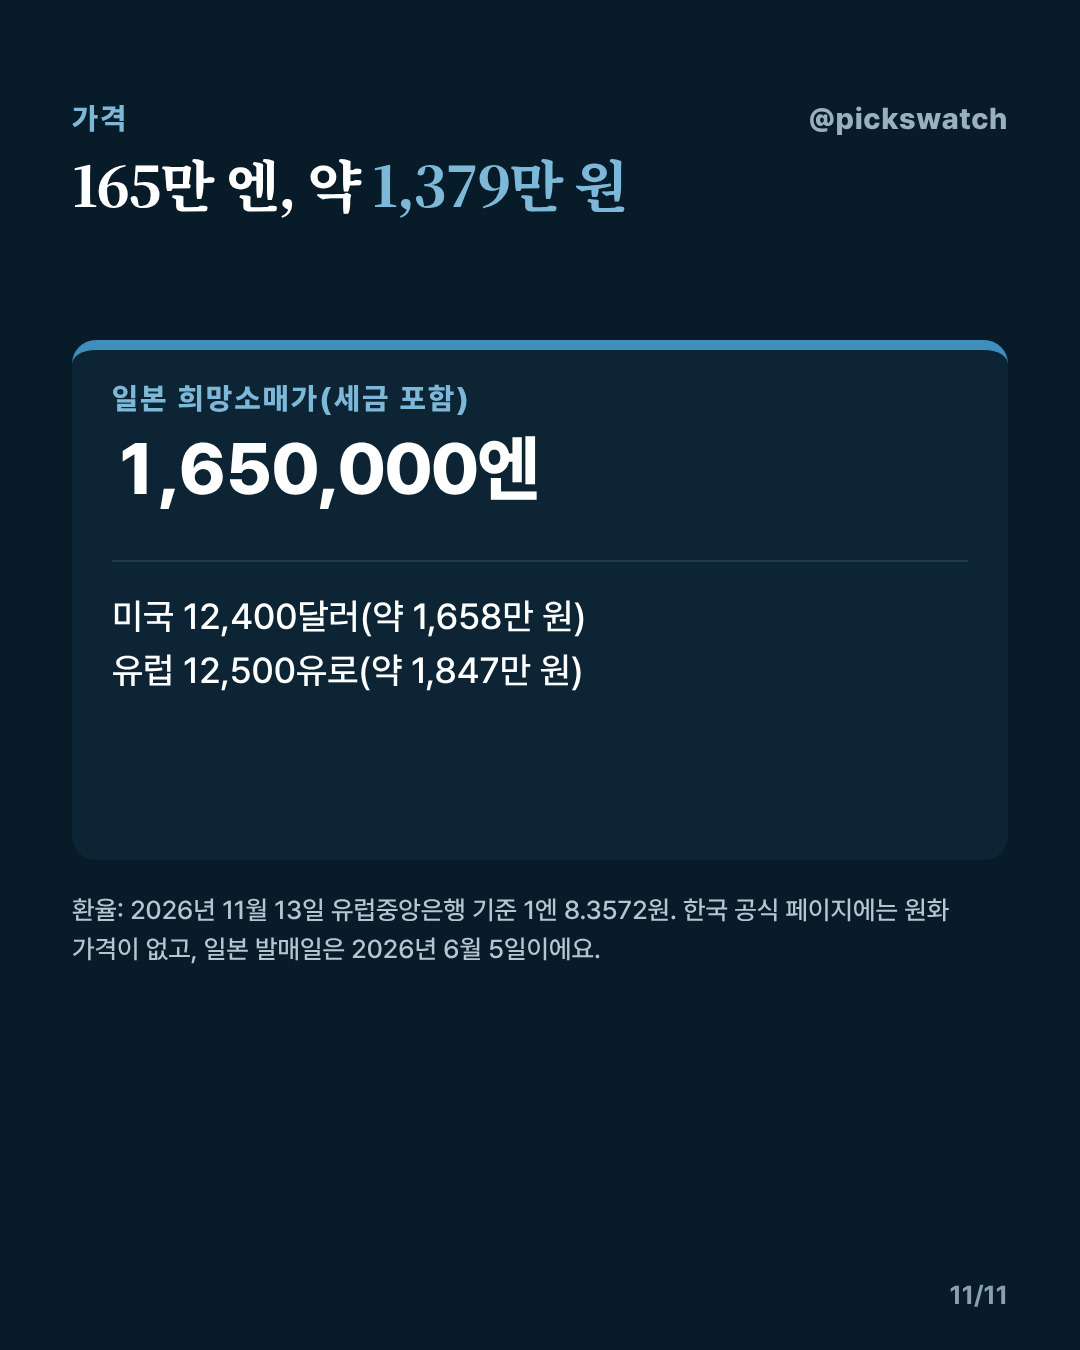 가격
@pickswatch
165만 엔, 약 1,379만 원
일본 희망소매가(세금 포함)
1,650,000엔
미국 12,400달러(약 1,658만 원)
유럽 12,500유로(약 1,847만 원)
환율: 2026년 11월 13일 유럽중앙은행 기준 1엔 8.3572원. 한국 공식 페이지에는 원화
가격이 없고, 일본 발매일은 2026년 6월 5일이에요.
11/11